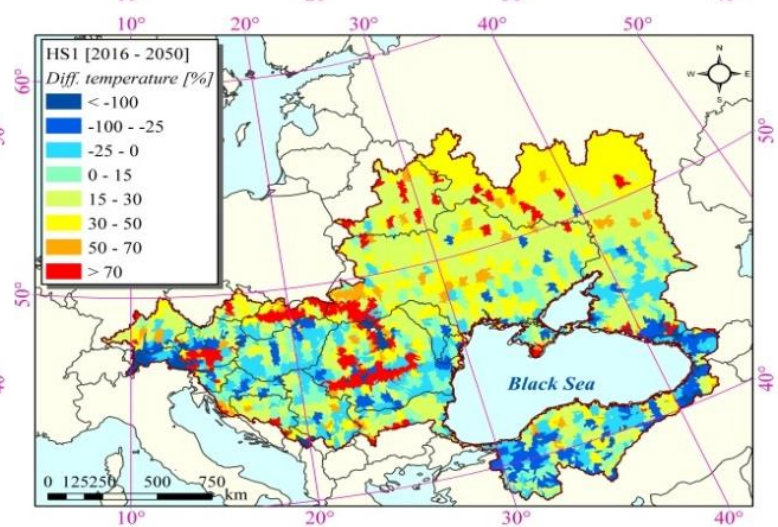 10° 20° 30° 40° 50°
HS1 [2016 - 2050]
Diff. temperature [%]
< -100
-100 - -25
-25 - 0
0 - 15
15 - 30
30 - 50
50 - 70
> 70
N
W E
S
60°
50°
50°
40°
Black Sea
0 125250 500 750
km
10° 20° 30° 40°